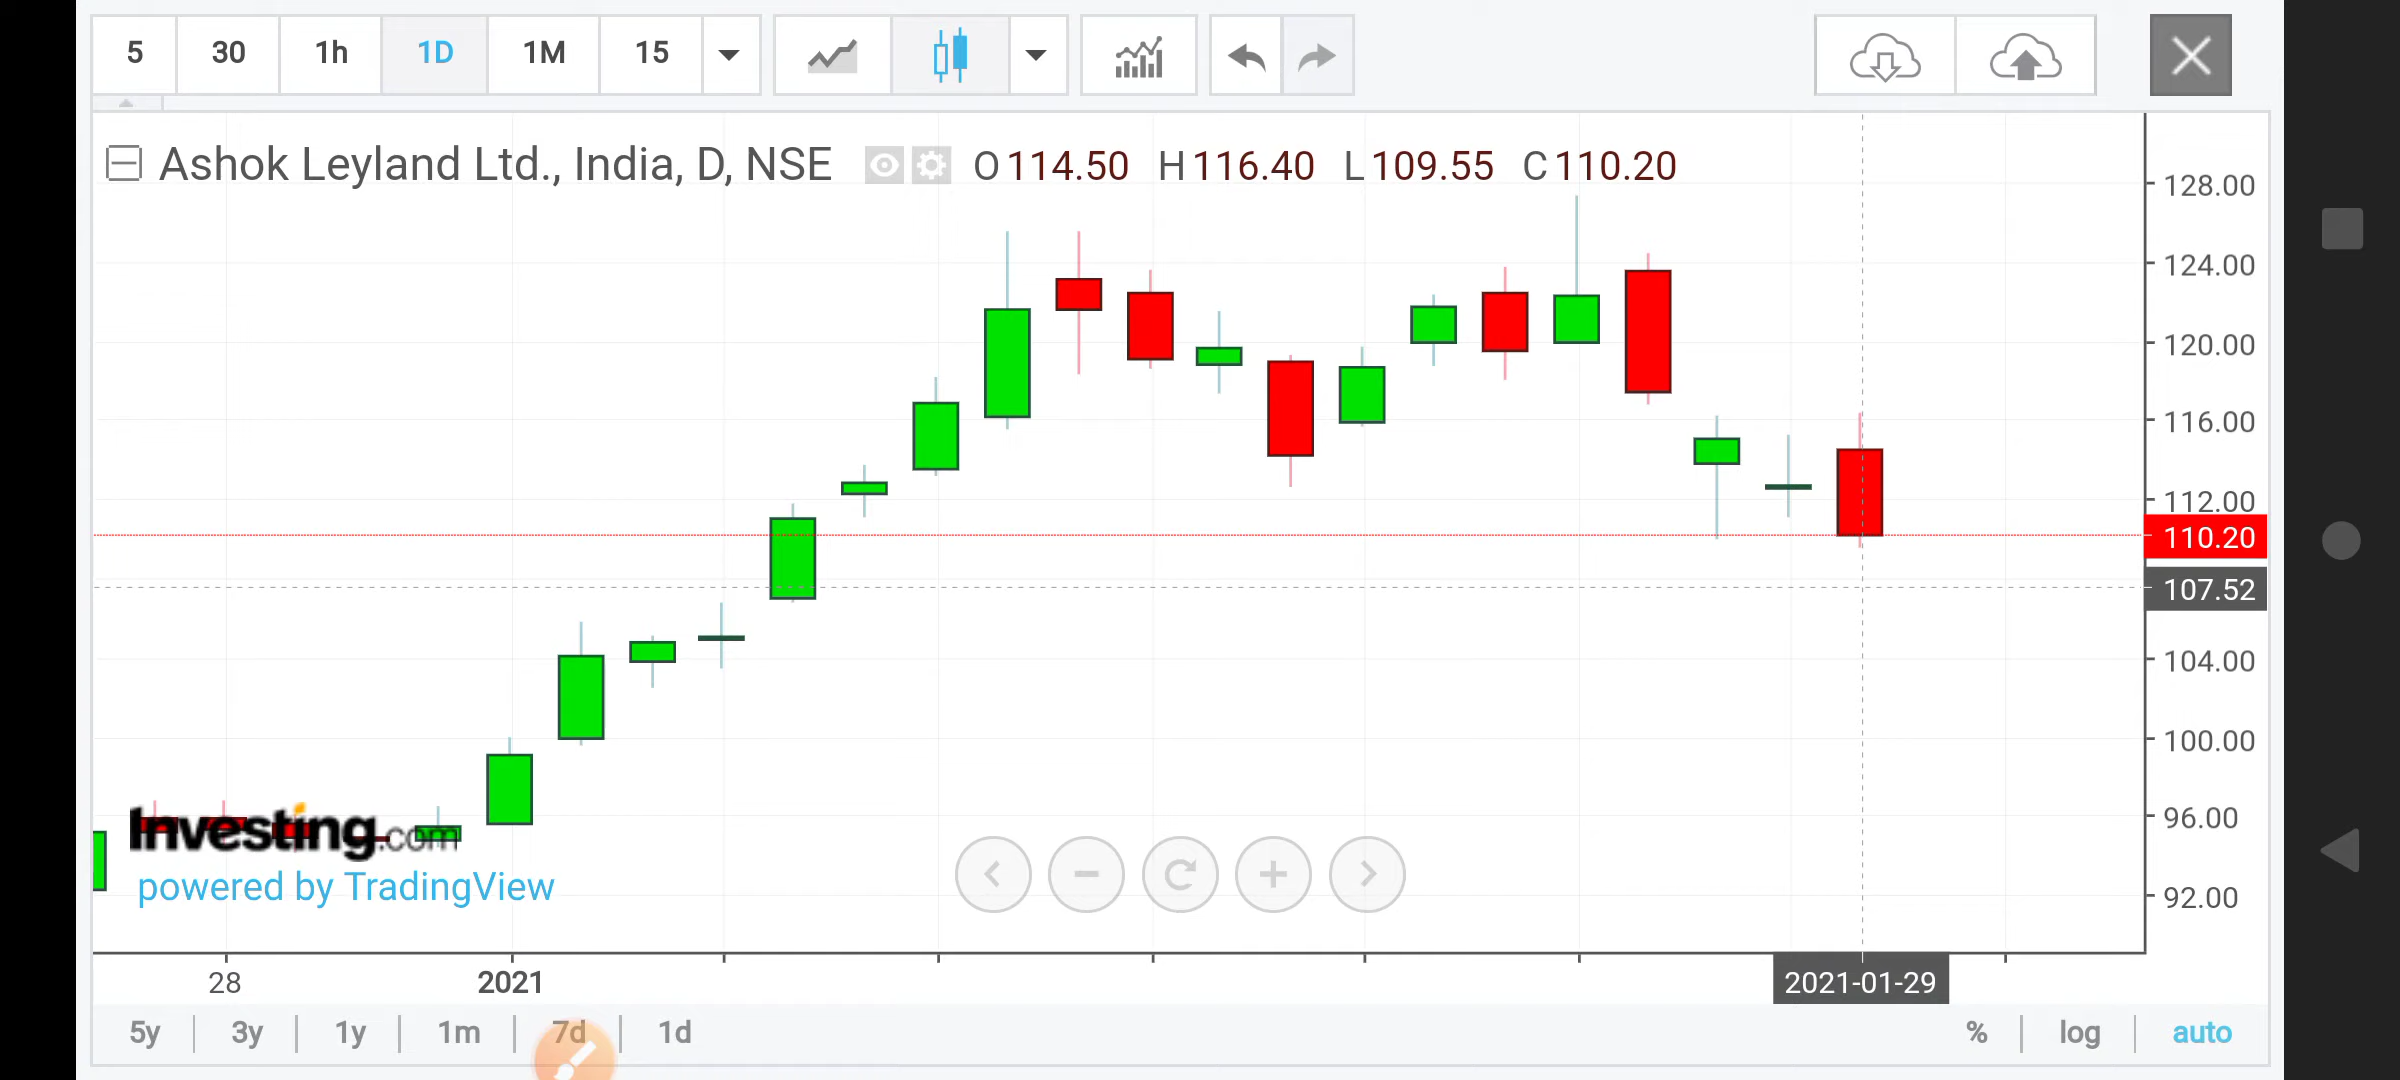 5 30 1h 1D 1M 15
Ashok Leyland Ltd., India, D, NSE O 114.50 H 116.40 L 109.55 C 110.20
128.00
124.00
120.00
116.00
112.00
110.20
107.52
104.00
100.00
96.00
92.00
Investing.com
powered by TradingView
28 2021 2021-01-29
5y 3y 1y 1m 7d 1d % log auto